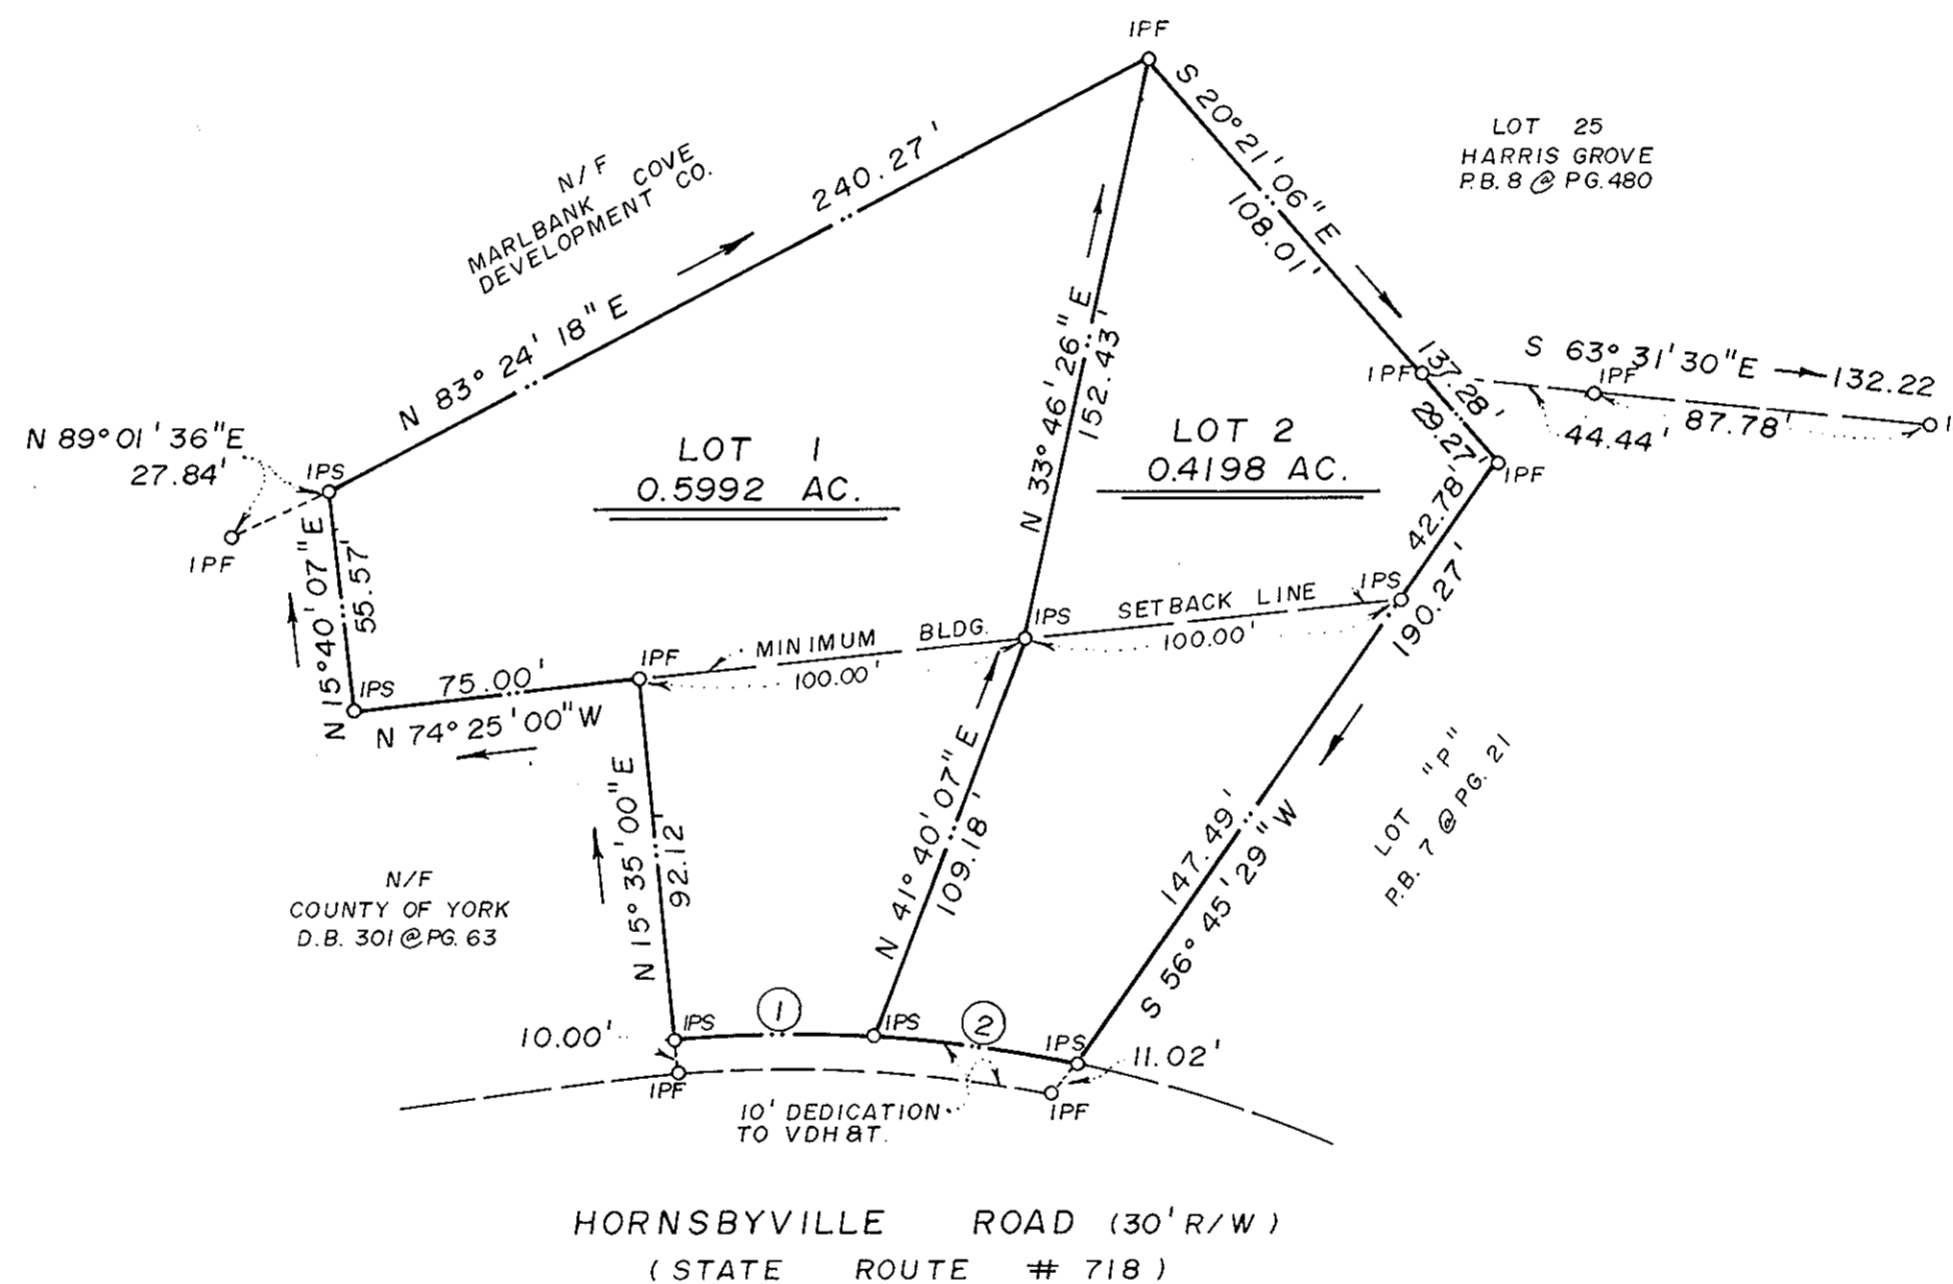 IPF
S 20° 21' 06" E
108.01'
LOT 25
HARRIS GROVE
P.B. 8 @ PG. 480
N/F
MARLBANK COVE
DEVELOPMENT CO.
240.27'
N 83° 24' 18" E
N 33° 46' 26" E
152.43'
137.28'
29.27'
IPF
S 63° 31' 30" E
132.22
IPF
44.44'
87.78'
IPF
42.78'
190.27'
N 89° 01' 36" E
27.84'
IPS
IPF
LOT 1
0.5992 AC.
LOT 2
0.4198 AC.
N 15° 40' 07" E
55.57'
IPS
75.00'
N 74° 25' 00" W
IPF
MINIMUM BLDG. SETBACK LINE
100.00'
IPS
100.00'
IPS
N 15° 35' 00" E
92.12'
N 41° 40' 07" E
109.18'
147.49'
S 56° 45' 29" W
LOT "P"
P.B. 7 @ PG. 21
N/F
COUNTY OF YORK
D.B. 301 @ PG. 63
10.00'
IPS
1
IPS
2
IPS
11.02'
IPF
IPF
10' DEDICATION
TO VDH&T.
HORNSBYVILLE ROAD (30' R/W)
(STATE ROUTE # 718)